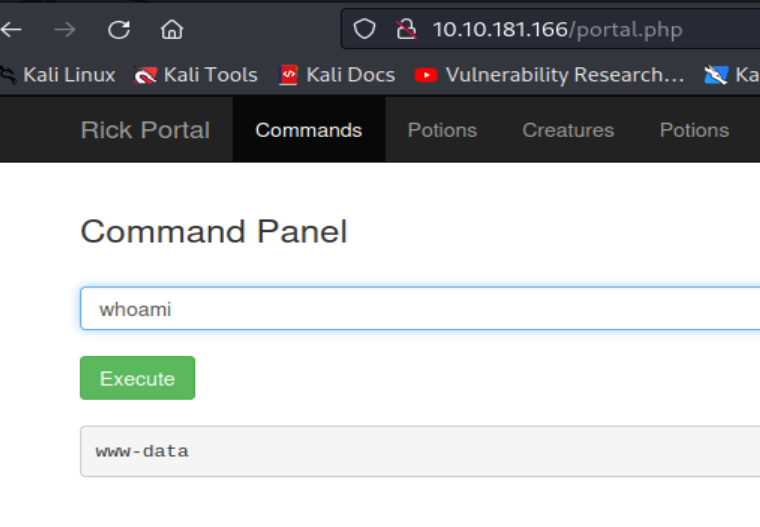 10.10.181.166/portal.php
Kali Linux Kali Tools Kali Docs Vulnerability Research... Ka
Rick Portal Commands Potions Creatures Potions
Command Panel
whoami
Execute
www-data